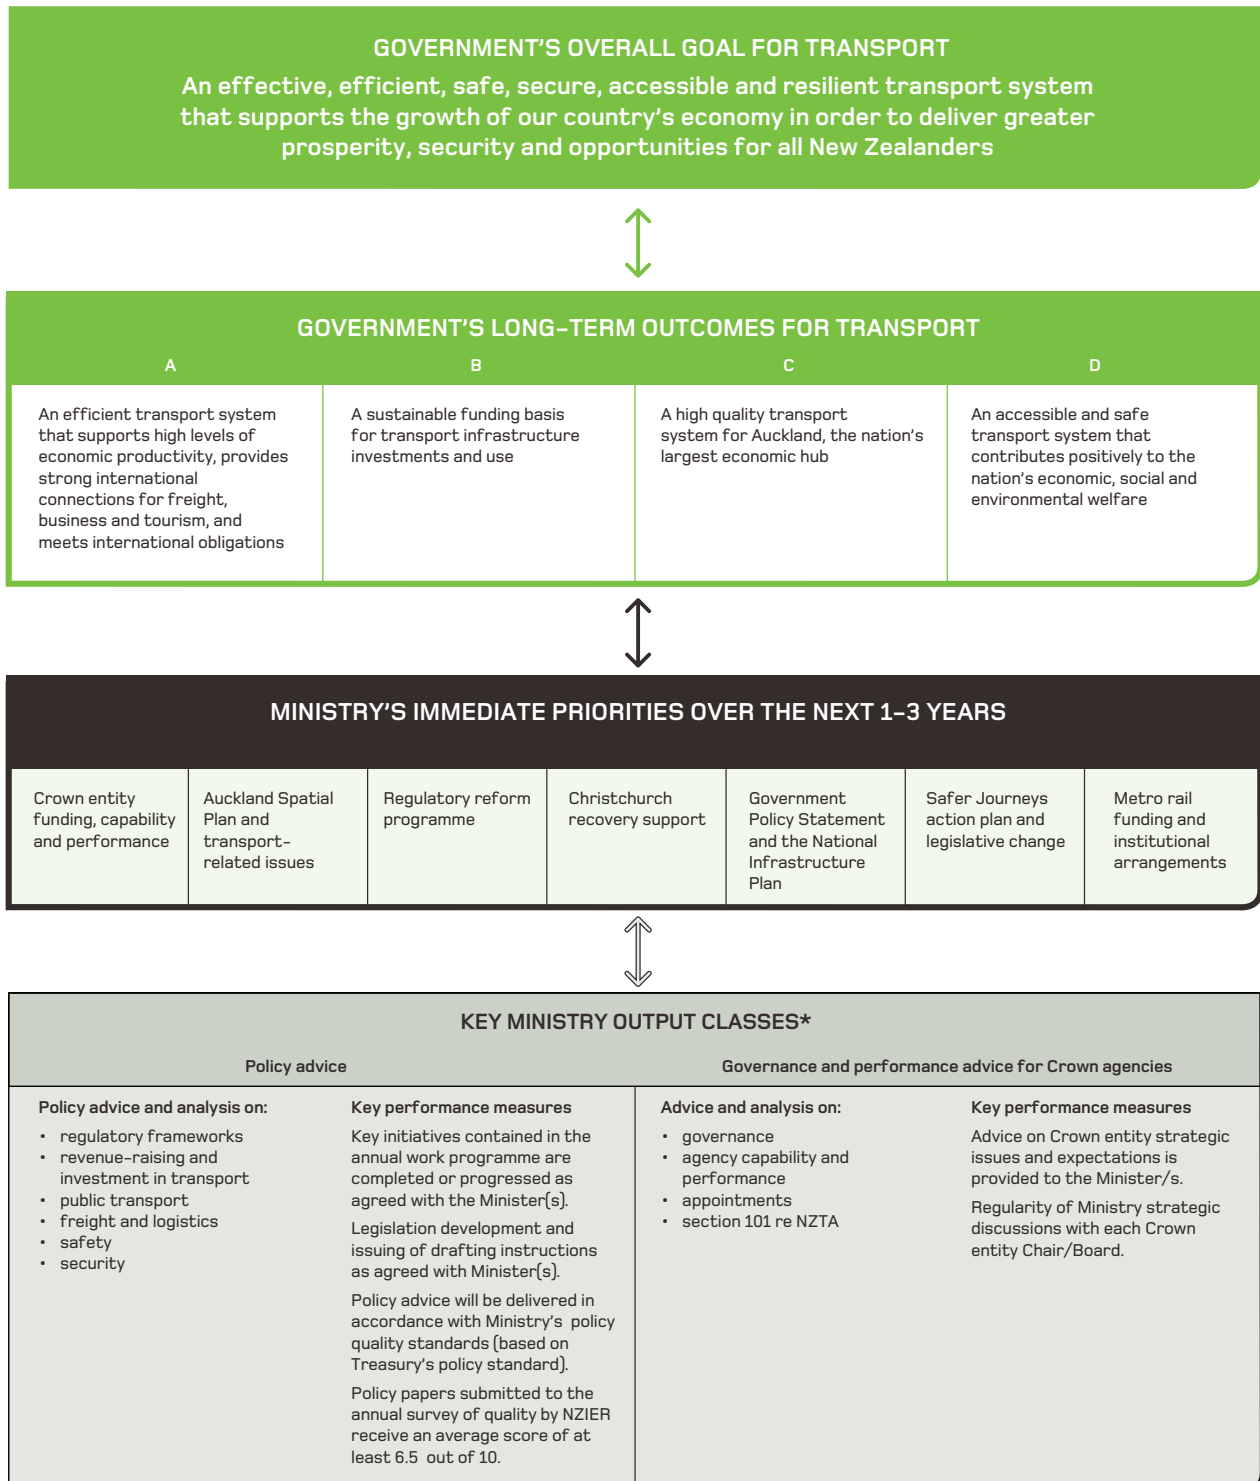 GOVERNMENT'S OVERALL GOAL FOR TRANSPORT
An effective, efficient, safe, secure, accessible and resilient transport system
that supports the growth of our country's economy in order to deliver greater
prosperity, security and opportunities for all New Zealanders
GOVERNMENT'S LONG-TERM OUTCOMES FOR TRANSPORT
A
An efficient transport system
that supports high levels of
economic productivity, provides
strong international
connections for freight,
business and tourism, and
meets international obligations
B
A sustainable funding basis
for transport infrastructure
investments and use
C
A high quality transport
system for Auckland, the nation's
largest economic hub
D
An accessible and safe
transport system that
contributes positively to the
nation's economic, social and
environmental welfare
MINISTRY'S IMMEDIATE PRIORITIES OVER THE NEXT 1-3 YEARS
Crown entity
funding, capability
and performance
Auckland Spatial
Plan and
transport-
related issues
Regulatory reform
programme
Christchurch
recovery support
Government
Policy Statement
and the National
Infrastructure
Plan
Safer Journeys
action plan and
legislative change
Metro rail
funding and
institutional
arrangements
KEY MINISTRY OUTPUT CLASSES*
Policy advice
Policy advice and analysis on:
• regulatory frameworks
• revenue-raising and
investment in transport
• public transport
• freight and logistics
• safety
• security
Key performance measures
Key initiatives contained in the
annual work programme are
completed or progressed as
agreed with the Minister(s).
Legislation development and
issuing of drafting instructions
as agreed with Minister(s).
Policy advice will be delivered in
accordance with Ministry's policy
quality standards (based on
Treasury's policy standard).
Policy papers submitted to the
annual survey of quality by NZIER
receive an average score of at
least 6.5 out of 10.
Governance and performance advice for Crown agencies
Advice and analysis on:
• governance
• agency capability and
performance
• appointments
• section 101 re NZTA
Key performance measures
Advice on Crown entity strategic
issues and expectations is
provided to the Minister/s.
Regularity of Ministry strategic
discussions with each Crown
entity Chair/Board.